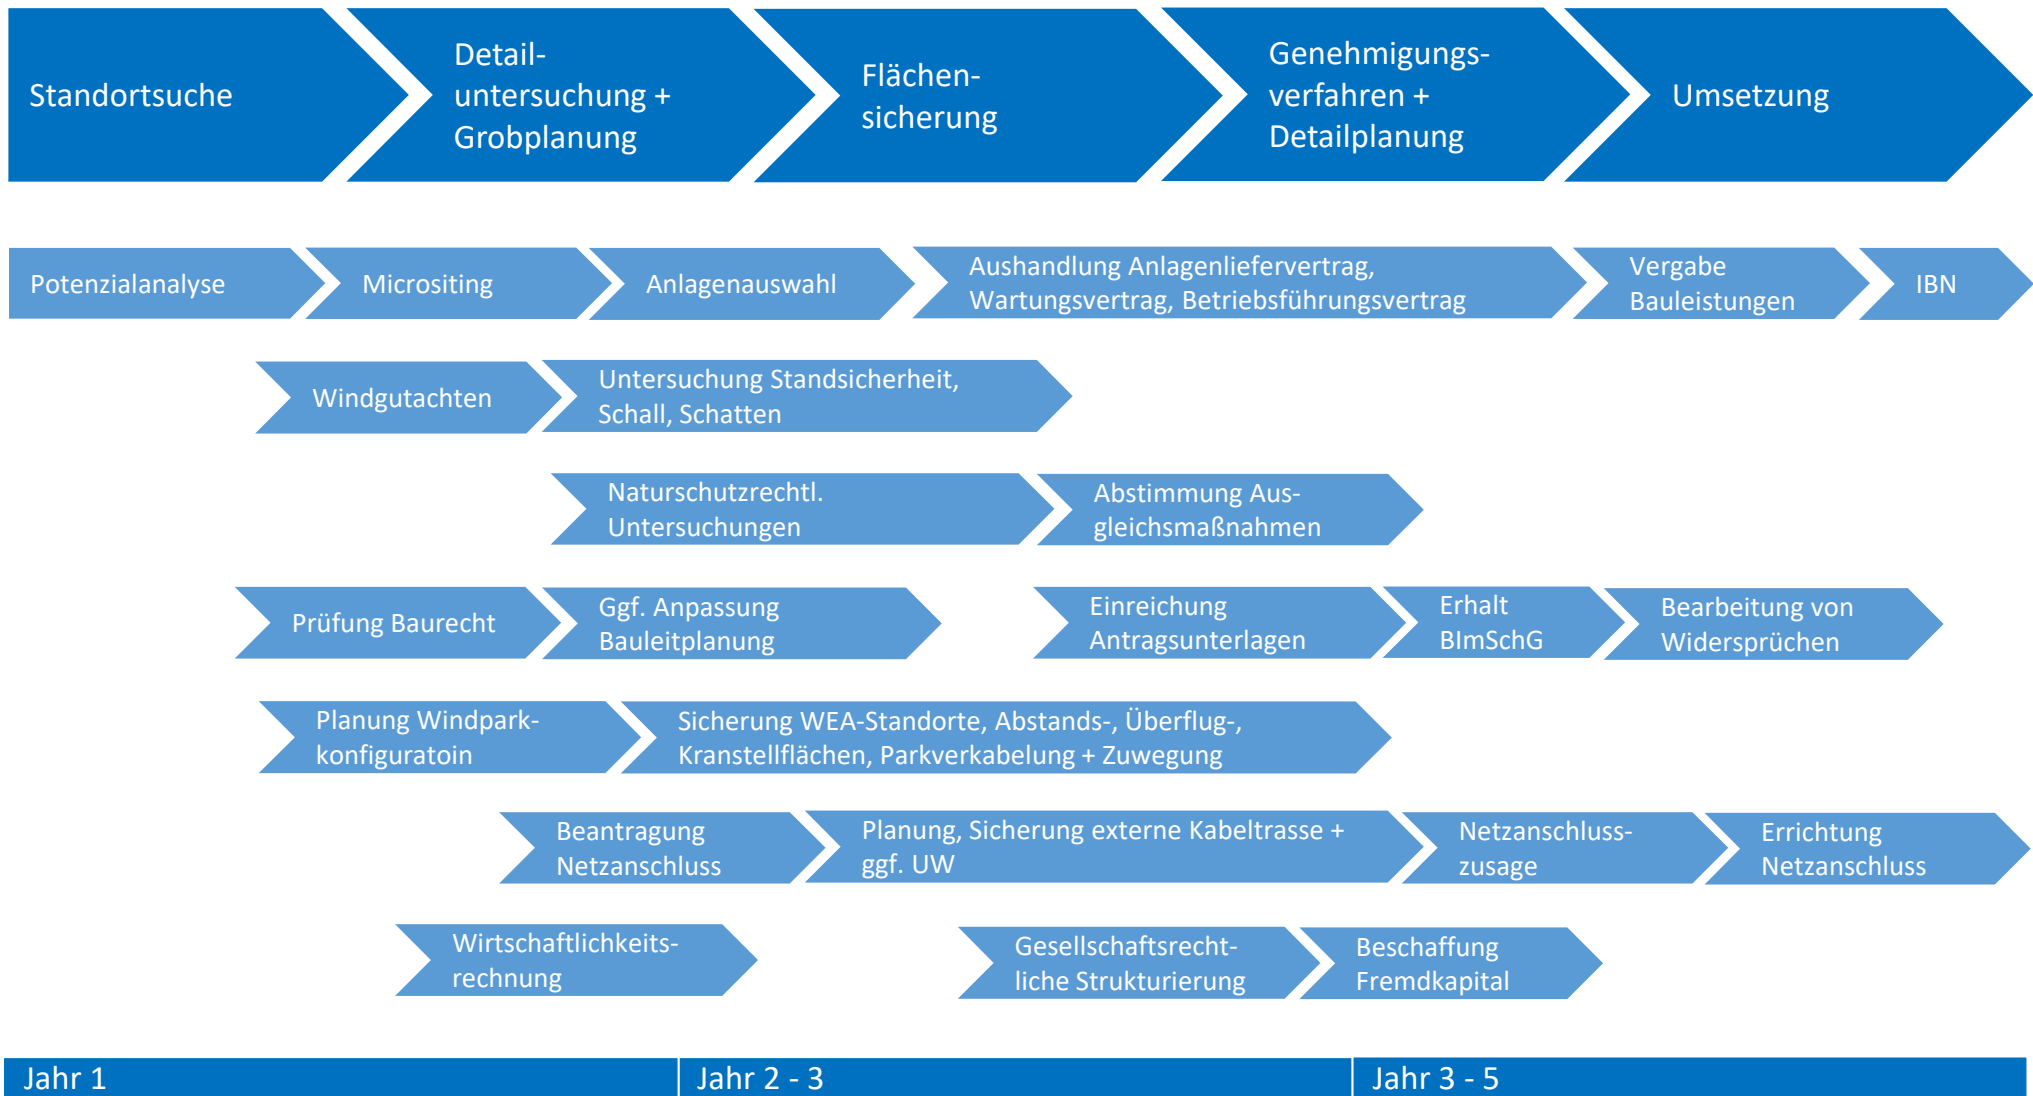 Standortsuche
Detail-
untersuchung +
Grobplanung
Flächen-
sicherung
Genehmigungs-
verfahren +
Detailplanung
Umsetzung
Potenzialanalyse
Micrositing
Anlagenauswahl
Aushandlung Anlagenliefervertrag,
Wartungsvertrag, Betriebsführungsvertrag
Vergabe
Bauleistungen
IBN
Windgutachten
Untersuchung Standsicherheit,
Schall, Schatten
Naturschutzrechtl.
Untersuchungen
Abstimmung Aus-
gleichsmaßnahmen
Prüfung Baurecht
Ggf. Anpassung
Bauleitplanung
Einreichung
Antragsunterlagen
Erhalt
BImSchG
Bearbeitung von
Widersprüchen
Planung Windpark-
konfiguratoin
Sicherung WEA-Standorte, Abstands-, Überflug-,
Kranstellflächen, Parkverkabelung + Zuwegung
Beantragung
Netzanschluss
Planung, Sicherung externe Kabeltrasse +
ggf. UW
Netzanschluss-
zusage
Errichtung
Netzanschluss
Wirtschaftlichkeits-
rechnung
Gesellschaftsrecht-
liche Strukturierung
Beschaffung
Fremdkapital
Jahr 1
Jahr 2 - 3
Jahr 3 - 5